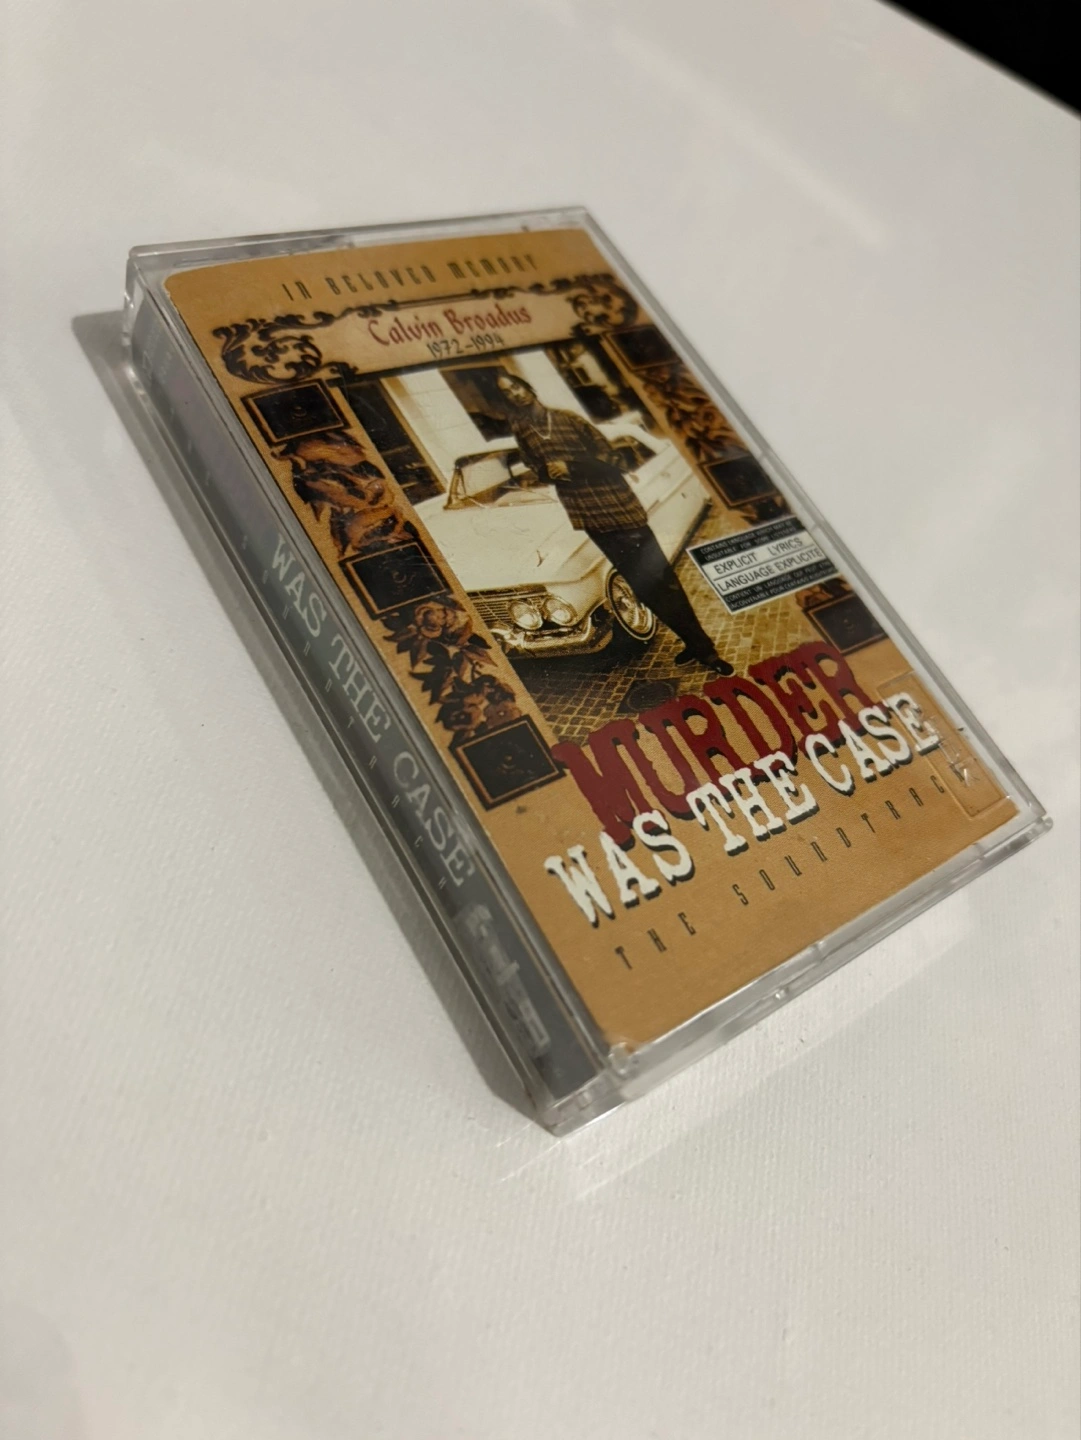 IN BELOVED MEMORY
Calvin Broadus
1972-1994
EXPLICIT LYRICS
LANGUAGE EXPLICITE
MURDER
WAS THE CASE
THE SOUNDTRACK
WAS THE CASE